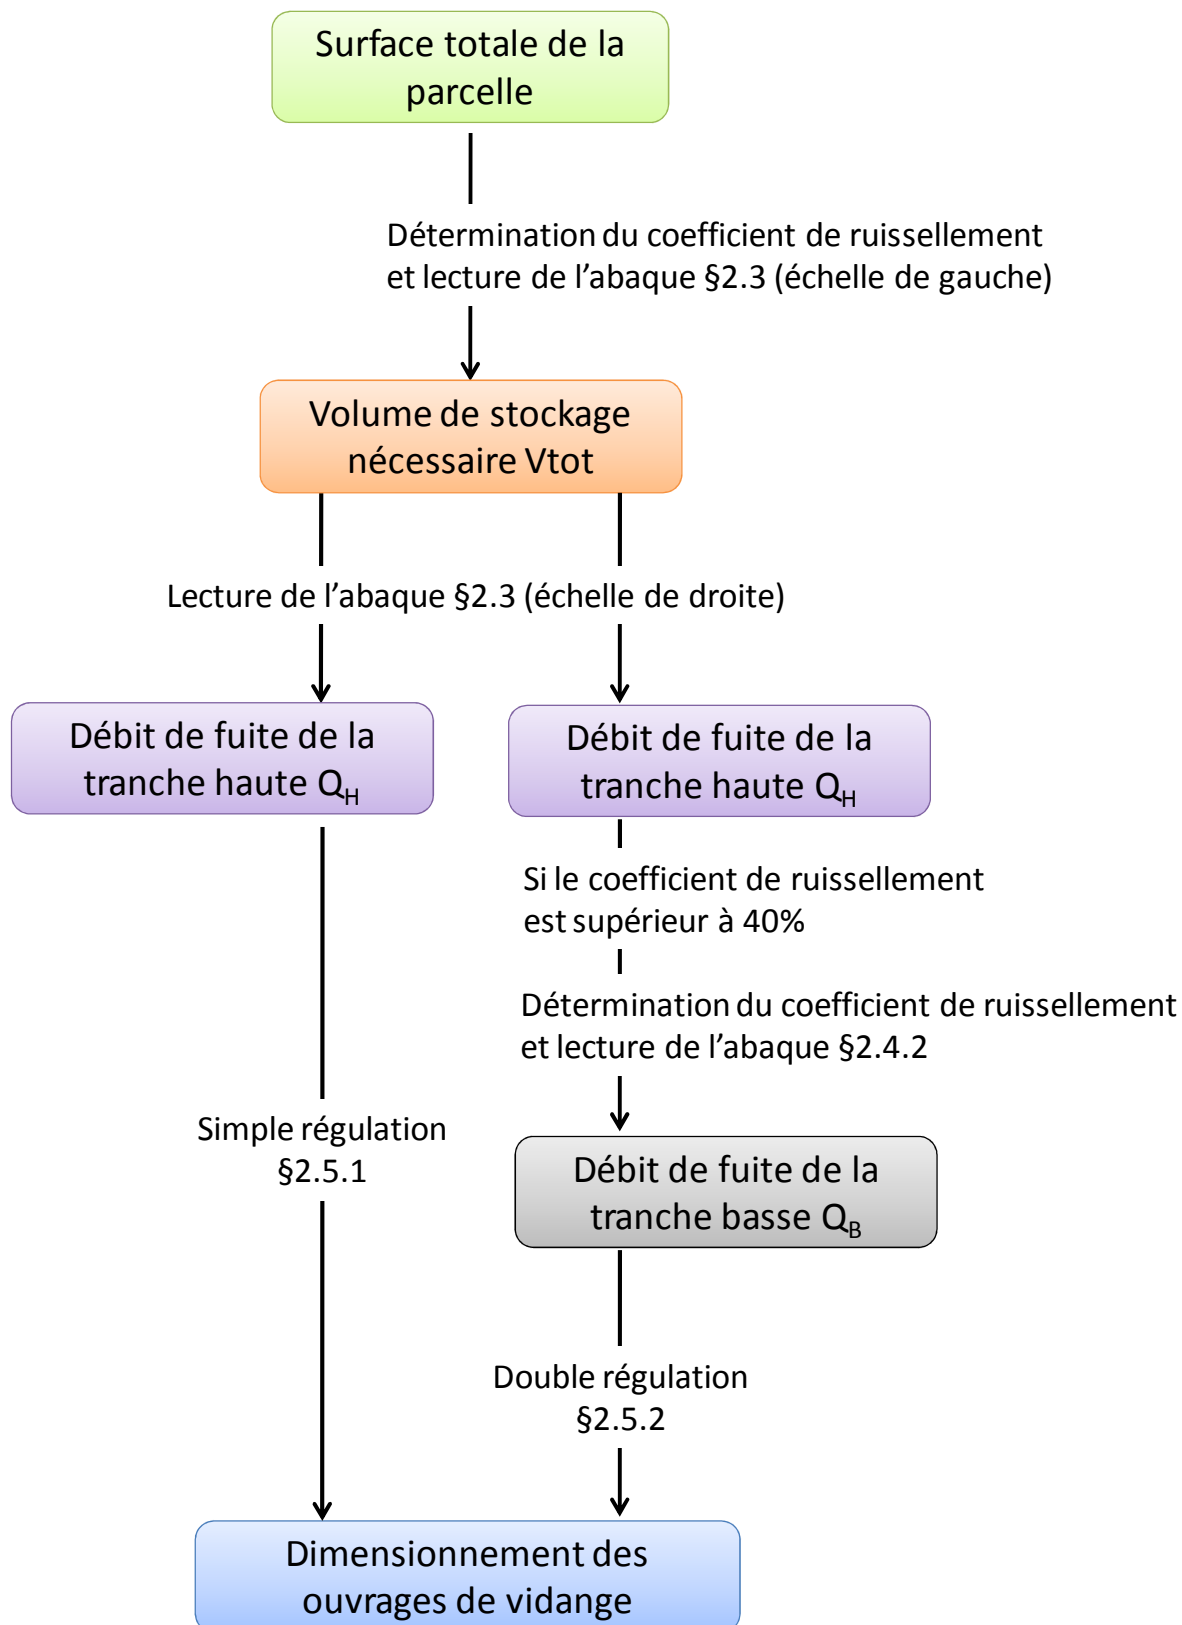 Surface totale de la
parcelle
Détermination du coefficient de ruissellement
et lecture de l’abaque §2.3 (échelle de gauche)
Volume de stockage
nécessaire Vtot
Lecture de l’abaque §2.3 (échelle de droite)
Débit de fuite de la
tranche haute QH
Débit de fuite de la
tranche haute QH
Si le coefficient de ruissellement
est supérieur à 40%
Détermination du coefficient de ruissellement
et lecture de l’abaque §2.4.2
Simple régulation
§2.5.1
Débit de fuite de la
tranche basse QB
Double régulation
§2.5.2
Dimensionnement des
ouvrages de vidange